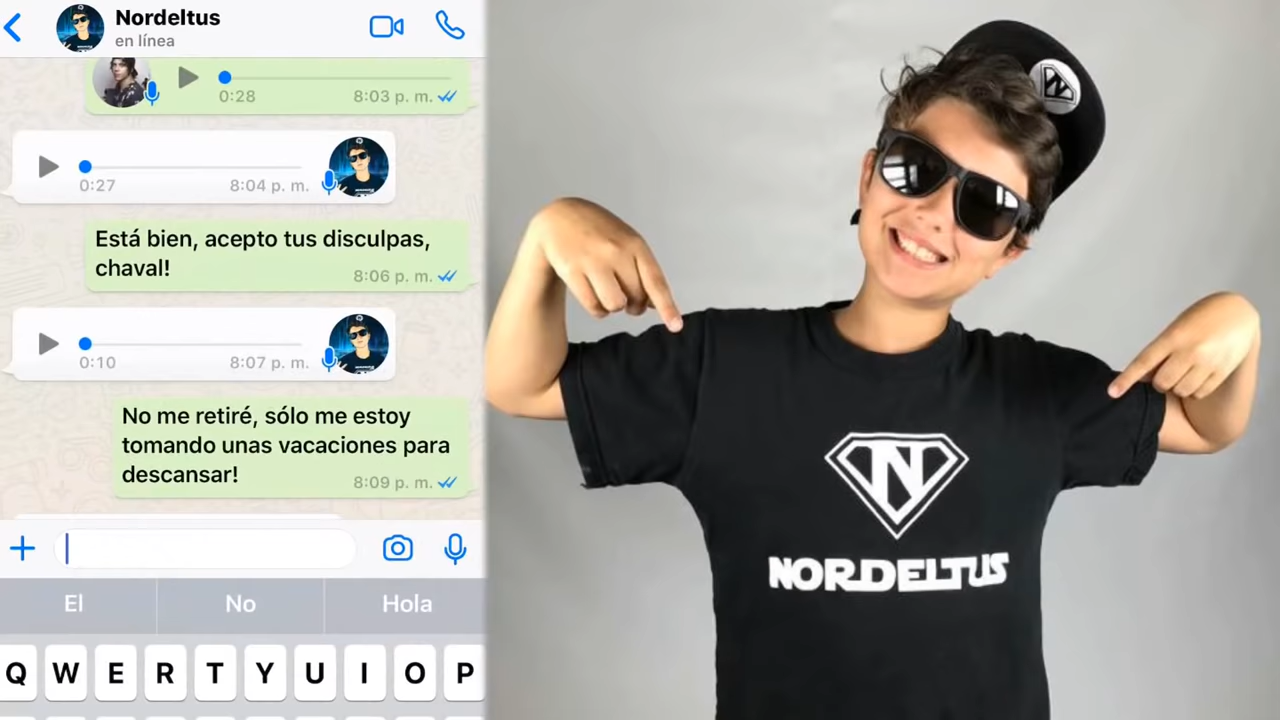 Nordeltus
en línea
0:28 8:03 p. m.
0:27 8:04 p. m.
Está bien, acepto tus disculpas,
chaval!
8:06 p. m.
0:10 8:07 p. m.
No me retiré, sólo me estoy
tomando unas vacaciones para
descansar!
8:09 p. m.
El No Hola
Q W E R T Y U I O P
N
N
NORDELTUS